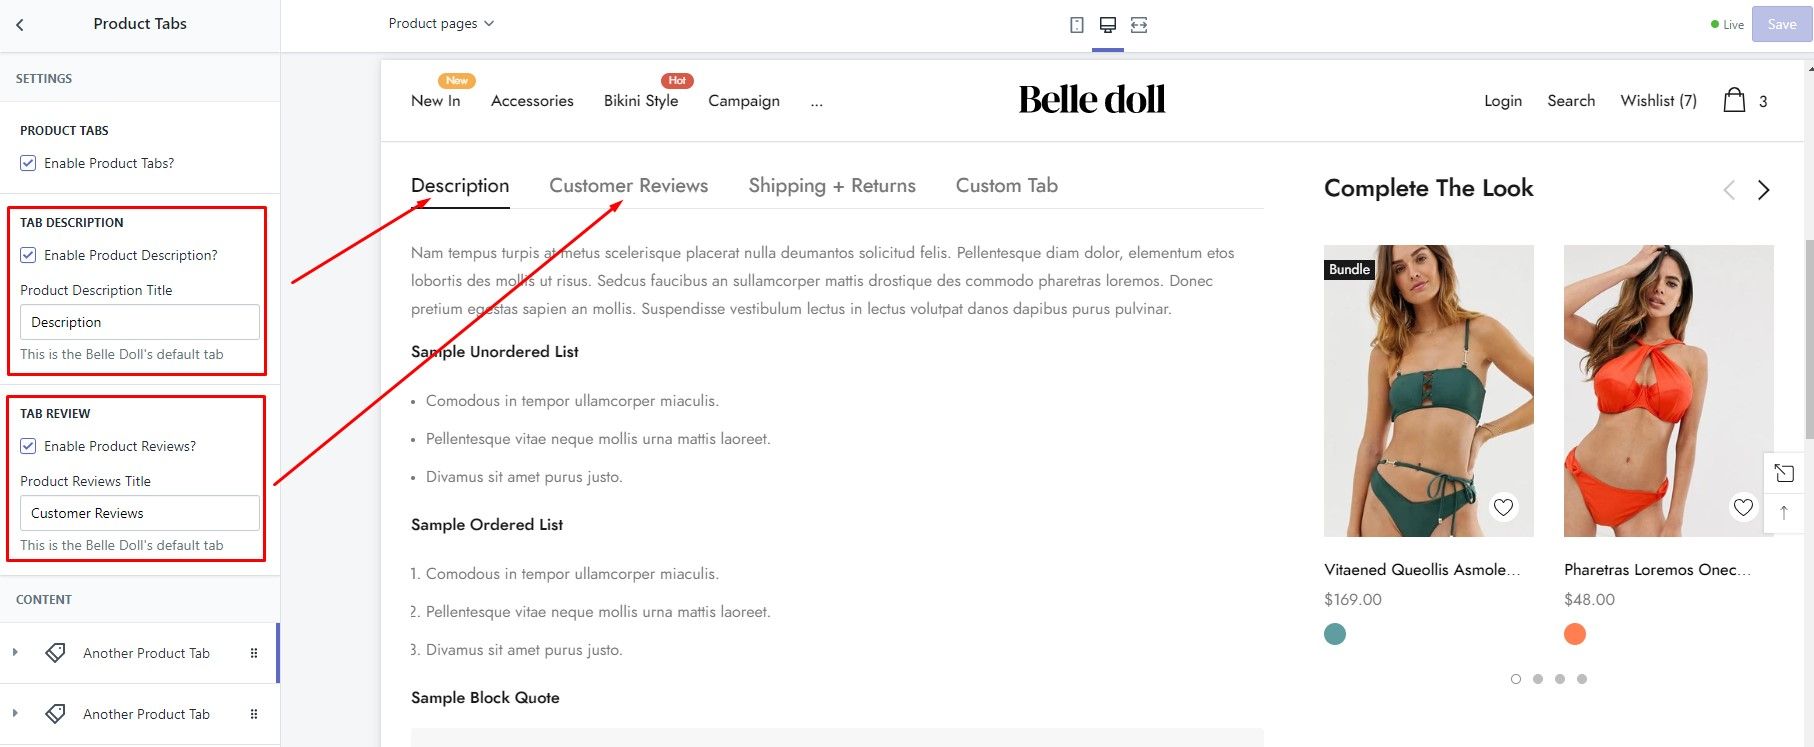 Product Tabs
Product pages
Live
Save
SETTINGS
PRODUCT TABS
Enable Product Tabs?
TAB DESCRIPTION
Enable Product Description?
Product Description Title
Description
This is the Belle Doll's default tab
TAB REVIEW
Enable Product Reviews?
Product Reviews Title
Customer Reviews
This is the Belle Doll's default tab
CONTENT
Another Product Tab
Another Product Tab
New
Hot
New In
Accessories
Bikini Style
Campaign
...
Belle doll
Login
Search
Wishlist (7)
3
Description
Customer Reviews
Shipping + Returns
Custom Tab
Nam tempus turpis at metus scelerisque placerat nulla deumantos solicitud felis. Pellentesque diam dolor, elementum etos
lobortis des mollis ut risus. Sedcus faucibus an sullamcorper mattis drostique des commodo pharetras loremos. Donec
pretium egestas sapien an mollis. Suspendisse vestibulum lectus in lectus volutpat danos dapibus purus pulvinar.
Sample Unordered List
• Comodous in tempor ullamcorper miaculis.
• Pellentesque vitae neque mollis urna mattis laoreet.
• Divamus sit amet purus justo.
Sample Ordered List
1. Comodous in tempor ullamcorper miaculis.
2. Pellentesque vitae neque mollis urna mattis laoreet.
3. Divamus sit amet purus justo.
Sample Block Quote
Complete The Look
Bundle
Vitaened Queollis Asmole...
$169.00
Pharetras Loremos Onec...
$48.00